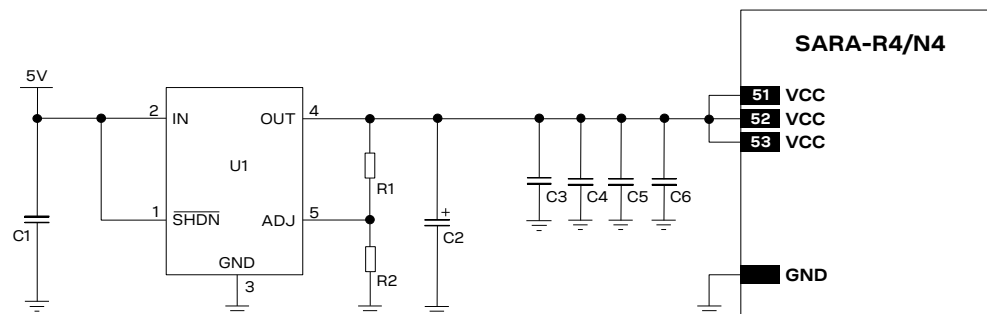 SARA-R4/N4
5V
51 VCC
2 IN
OUT 4
52 VCC
53 VCC
U1
R1
C3
C4
C5
C6
1 SHDN
ADJ 5
C1
+
C2
GND
R2
GND
3